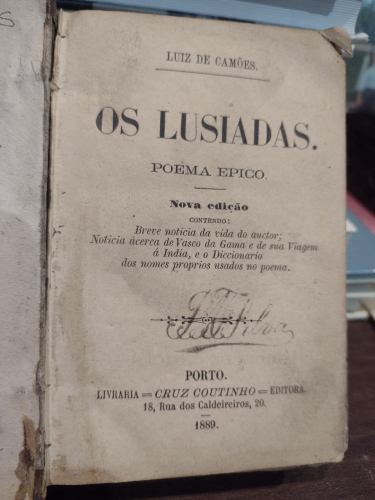 LUIZ DE CAMÕES.
OS LUSIADAS.
POEMA EPICO.
Nova edição
CONTENDO:
Breve noticia da vida do auctor;
Noticia ácerca de Vasco da Gama e de sua Viagem
á India, e o Diccionario
dos nomes proprios usados no poema.
Silva
PORTO.
LIVRARIA = CRUZ COUTINHO = EDITORA.
18, Rua dos Caldeireiros, 20.
1889.